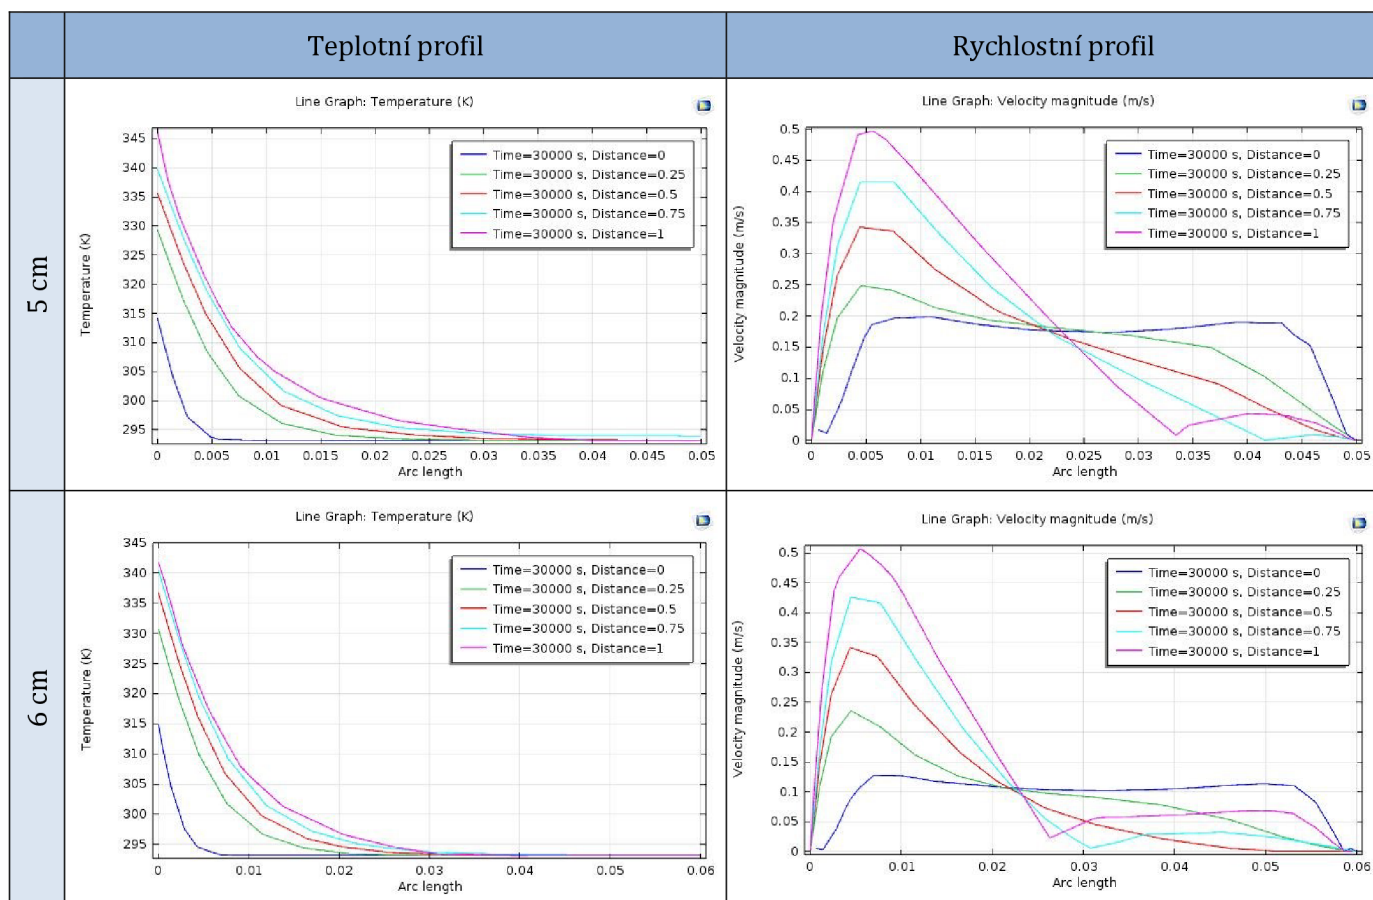 Teplotní profil
Rychlostní profil
5 cm
Line Graph: Temperature (K)
Temperature (K)
345
340
335
330
325
320
315
310
305
300
295
Time=30000 s, Distance=0
Time=30000 s, Distance=0.25
Time=30000 s, Distance=0.5
Time=30000 s, Distance=0.75
Time=30000 s, Distance=1
0 0.005 0.01 0.015 0.02 0.025 0.03 0.035 0.04 0.045 0.05
Arc length
Line Graph: Velocity magnitude (m/s)
Velocity magnitude (m/s)
0.5
0.45
0.4
0.35
0.3
0.25
0.2
0.15
0.1
0.05
0
Time=30000 s, Distance=0
Time=30000 s, Distance=0.25
Time=30000 s, Distance=0.5
Time=30000 s, Distance=0.75
Time=30000 s, Distance=1
0 0.005 0.01 0.015 0.02 0.025 0.03 0.035 0.04 0.045 0.05
Arc length
6 cm
Line Graph: Temperature (K)
Temperature (K)
345
340
335
330
325
320
315
310
305
300
295
Time=30000 s, Distance=0
Time=30000 s, Distance=0.25
Time=30000 s, Distance=0.5
Time=30000 s, Distance=0.75
Time=30000 s, Distance=1
0 0.01 0.02 0.03 0.04 0.05 0.06
Arc length
Line Graph: Velocity magnitude (m/s)
Velocity magnitude (m/s)
0.5
0.45
0.4
0.35
0.3
0.25
0.2
0.15
0.1
0.05
0
Time=30000 s, Distance=0
Time=30000 s, Distance=0.25
Time=30000 s, Distance=0.5
Time=30000 s, Distance=0.75
Time=30000 s, Distance=1
0 0.01 0.02 0.03 0.04 0.05 0.06
Arc length